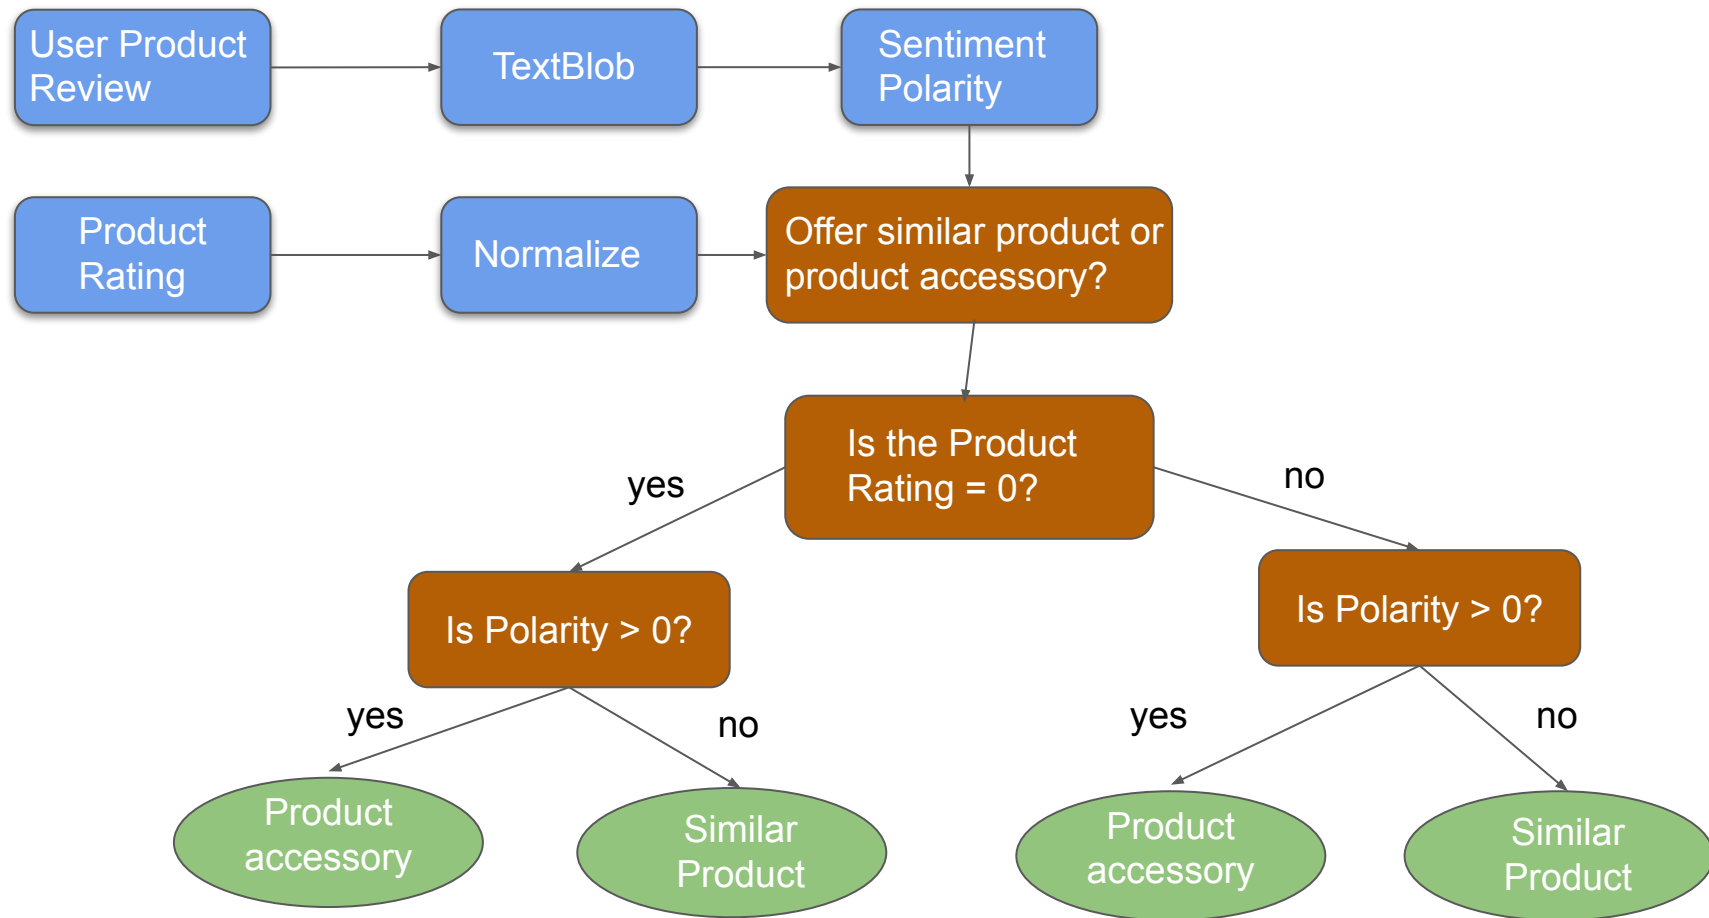 User Product
Review
TextBlob
Sentiment
Polarity
Product
Rating
Normalize
Offer similar product or
product accessory?
Is the Product
Rating = 0?
yes
no
Is Polarity > 0?
Is Polarity > 0?
yes
no
yes
no
Product
accessory
Similar
Product
Product
accessory
Similar
Product